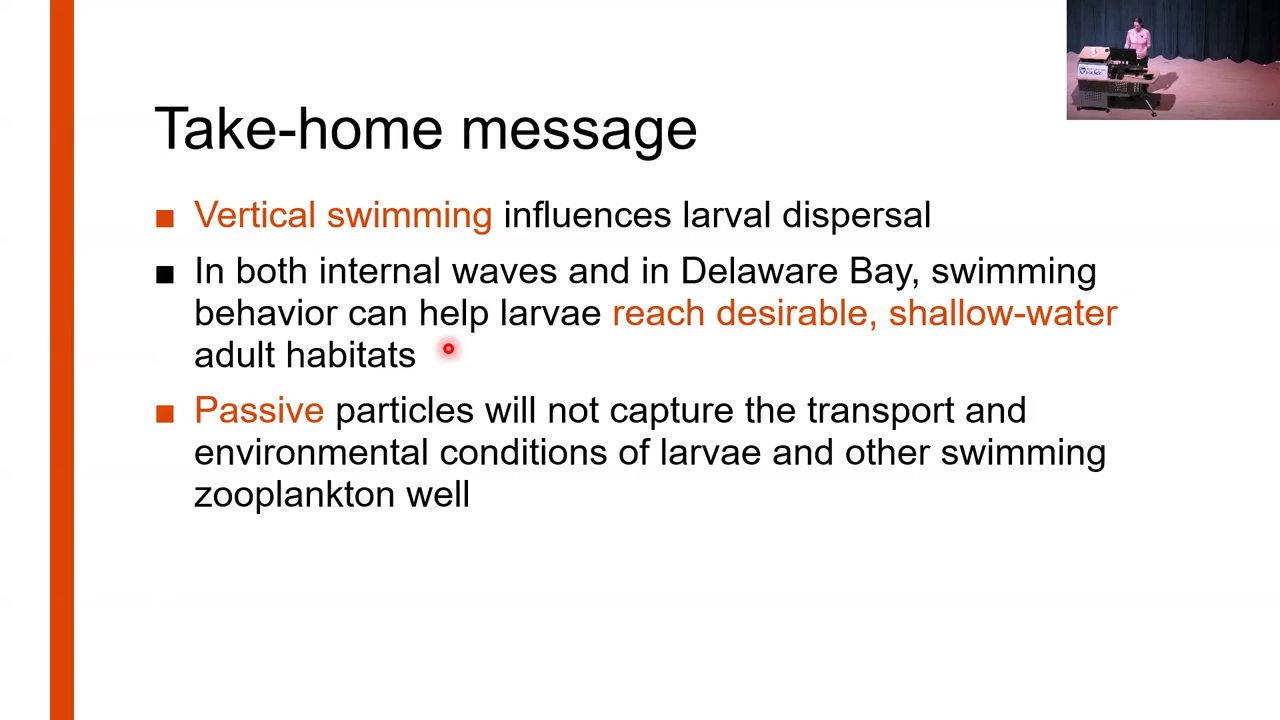 Take-home message
■ Vertical swimming influences larval dispersal
■ In both internal waves and in Delaware Bay, swimming
behavior can help larvae reach desirable, shallow-water
adult habitats
■ Passive particles will not capture the transport and
environmental conditions of larvae and other swimming
zooplankton well